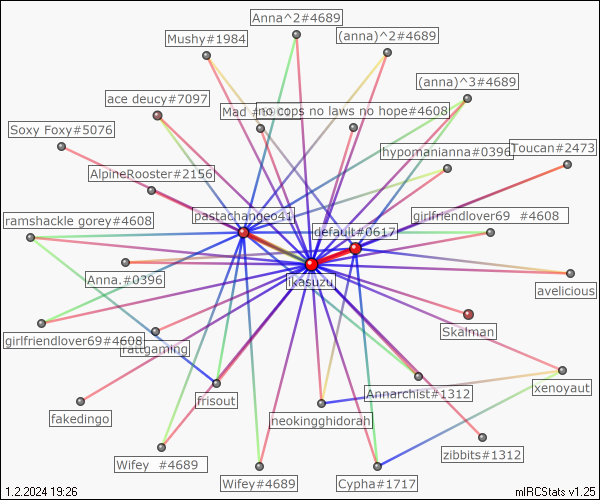 Anna^2#4689
Mushy#1984
(anna)^2#4689
(anna)^3#4689
ace deucy#7097
Mad
no cops no laws no hope#4608
Soxy Foxy#5076
hypomanianna#0396
Toucan#2473
AlpineRooster#2156
ramshackle gorey#4608
pastachangeo41
girlfriendlover69 #4608
default#0617
Anna.#0396
ikasuzu
avelicious
Skalman
girlfriendlover69#4608
rattgaming
fakedingo
frisout
Annarchist#1312
xenoyaut
neokingghidorah
zibbits#1312
Wifey #4689
Wifey#4689
Cypha#1717
1.2.2024 19:26
mIRCStats v1.25